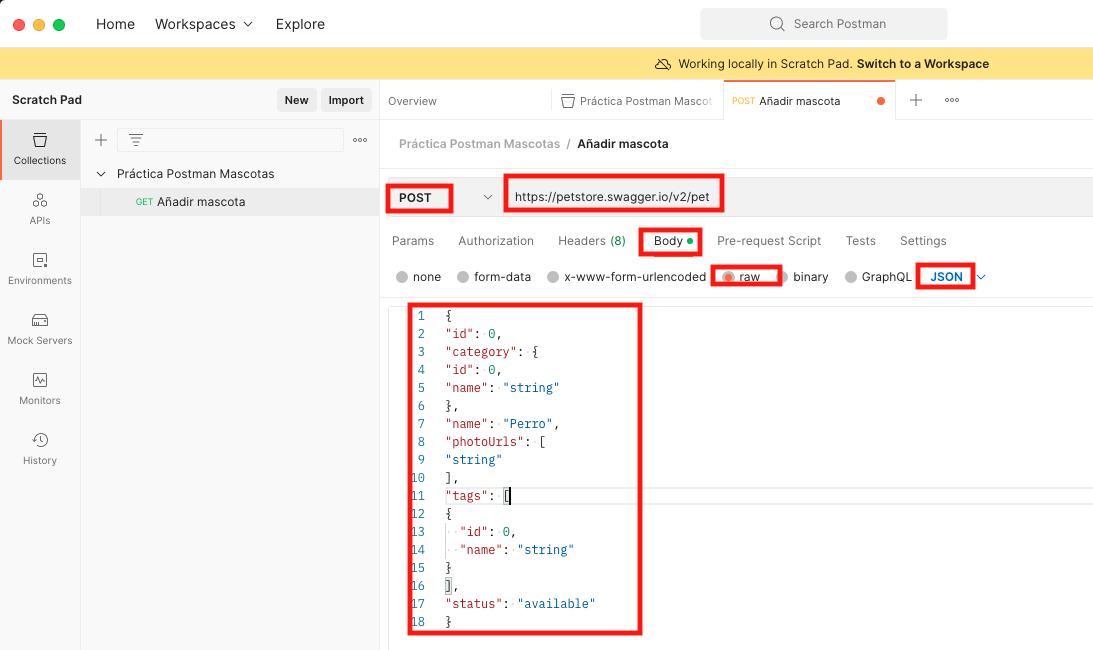 Home Workspaces Explore Search Postman
Working locally in Scratch Pad. Switch to a Workspace
Scratch Pad New Import
Overview Práctica Postman Mascot POST Añadir mascota
Collections
Práctica Postman Mascotas / Añadir mascota
Práctica Postman Mascotas
GET Añadir mascota
POST https://petstore.swagger.io/v2/pet
APIs
Params Authorization Headers (8) Body Pre-request Script Tests Settings
Environments
none form-data x-www-form-urlencoded raw binary GraphQL JSON
Mock Servers
Monitors
History
1 {
2 "id": 0,
3 "category": {
4 "id": 0,
5 "name": "string"
6 },
7 "name": "Perro",
8 "photoUrls": [
9 "string"
10 ],
11 "tags": [
12 {
13 "id": 0,
14 "name": "string"
15 }
16 ],
17 "status": "available"
18 }